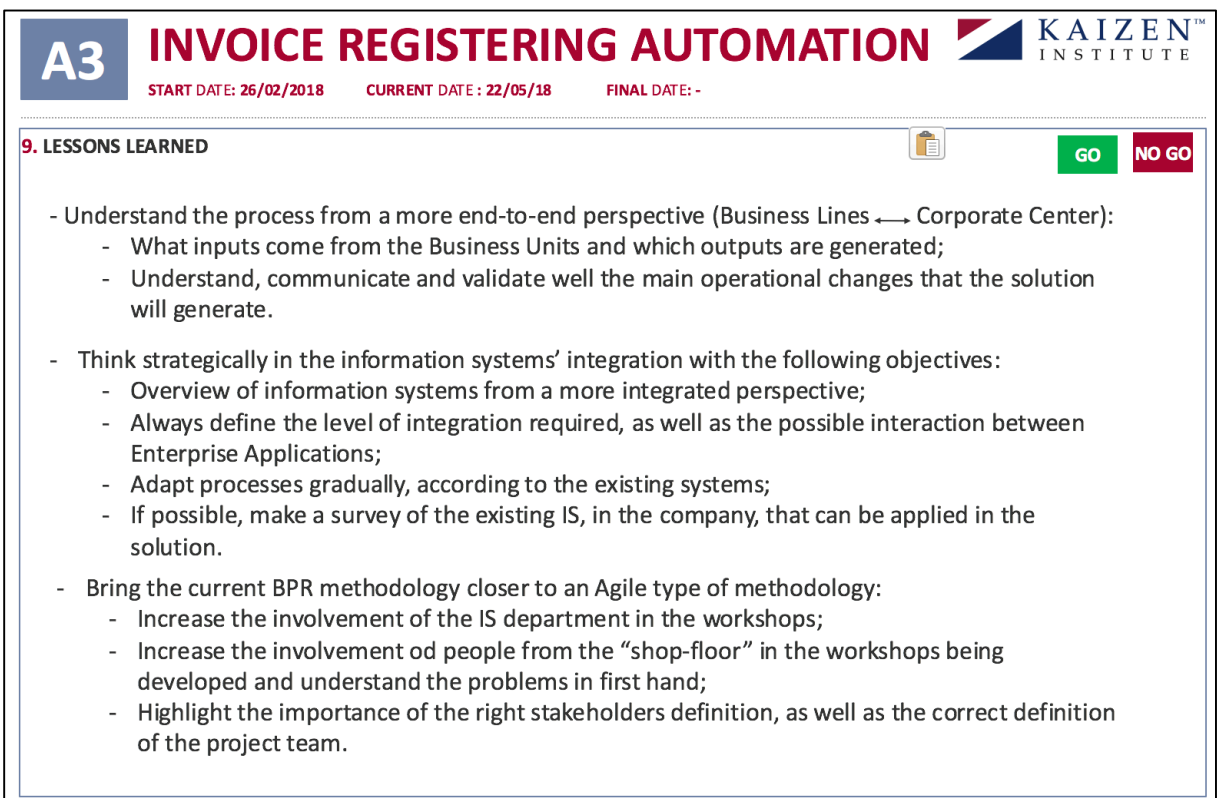 A3
INVOICE REGISTERING AUTOMATION
KAIZEN™
INSTITUTE
START DATE: 26/02/2018 CURRENT DATE : 22/05/18 FINAL DATE: -
9. LESSONS LEARNED
GO
NO GO
- Understand the process from a more end-to-end perspective (Business Lines ⟷ Corporate Center):
- What inputs come from the Business Units and which outputs are generated;
- Understand, communicate and validate well the main operational changes that the solution
will generate.
- Think strategically in the information systems’ integration with the following objectives:
- Overview of information systems from a more integrated perspective;
- Always define the level of integration required, as well as the possible interaction between
Enterprise Applications;
- Adapt processes gradually, according to the existing systems;
- If possible, make a survey of the existing IS, in the company, that can be applied in the
solution.
- Bring the current BPR methodology closer to an Agile type of methodology:
- Increase the involvement of the IS department in the workshops;
- Increase the involvement od people from the “shop-floor” in the workshops being
developed and understand the problems in first hand;
- Highlight the importance of the right stakeholders definition, as well as the correct definition
of the project team.